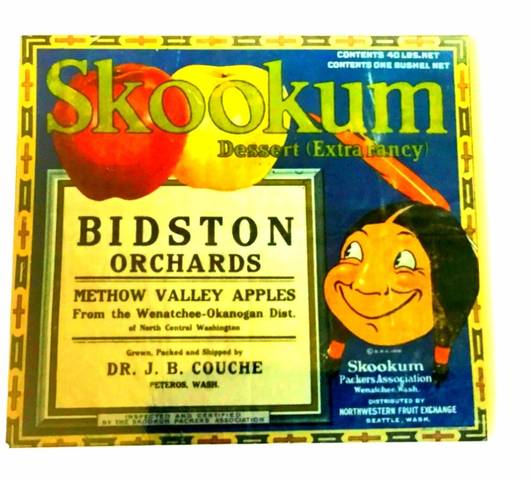 CONTENTS 40 LBS. NET
CONTENTS ONE BUSHEL NET
Skookum
Dessert (Extra Fancy)
BIDSTON
ORCHARDS
METHOW VALLEY APPLES
From the Wenatchee-Okanogan Dist.
of North Central Washington
Grown, Packed and Shipped by
DR. J. B. COUCHE
PETEROS, WASH.
INSPECTED AND CERTIFIED
BY THE SKOOKUM PACKERS ASSOCIATION
Skookum
Packers Association
Wenatchee, Wash.
DISTRIBUTED BY
NORTHWESTERN FRUIT EXCHANGE
SEATTLE, WASH.